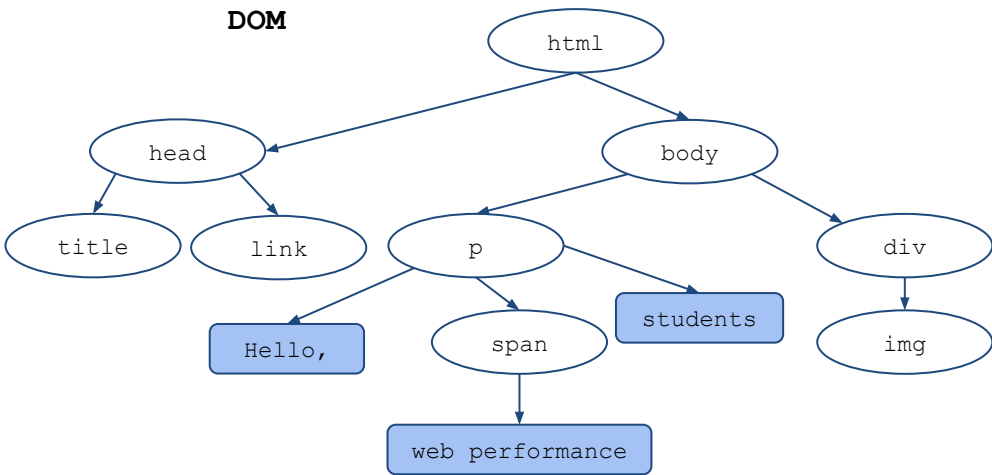 DOM
html
head
body
title
link
p
div
students
Hello,
span
img
web performance